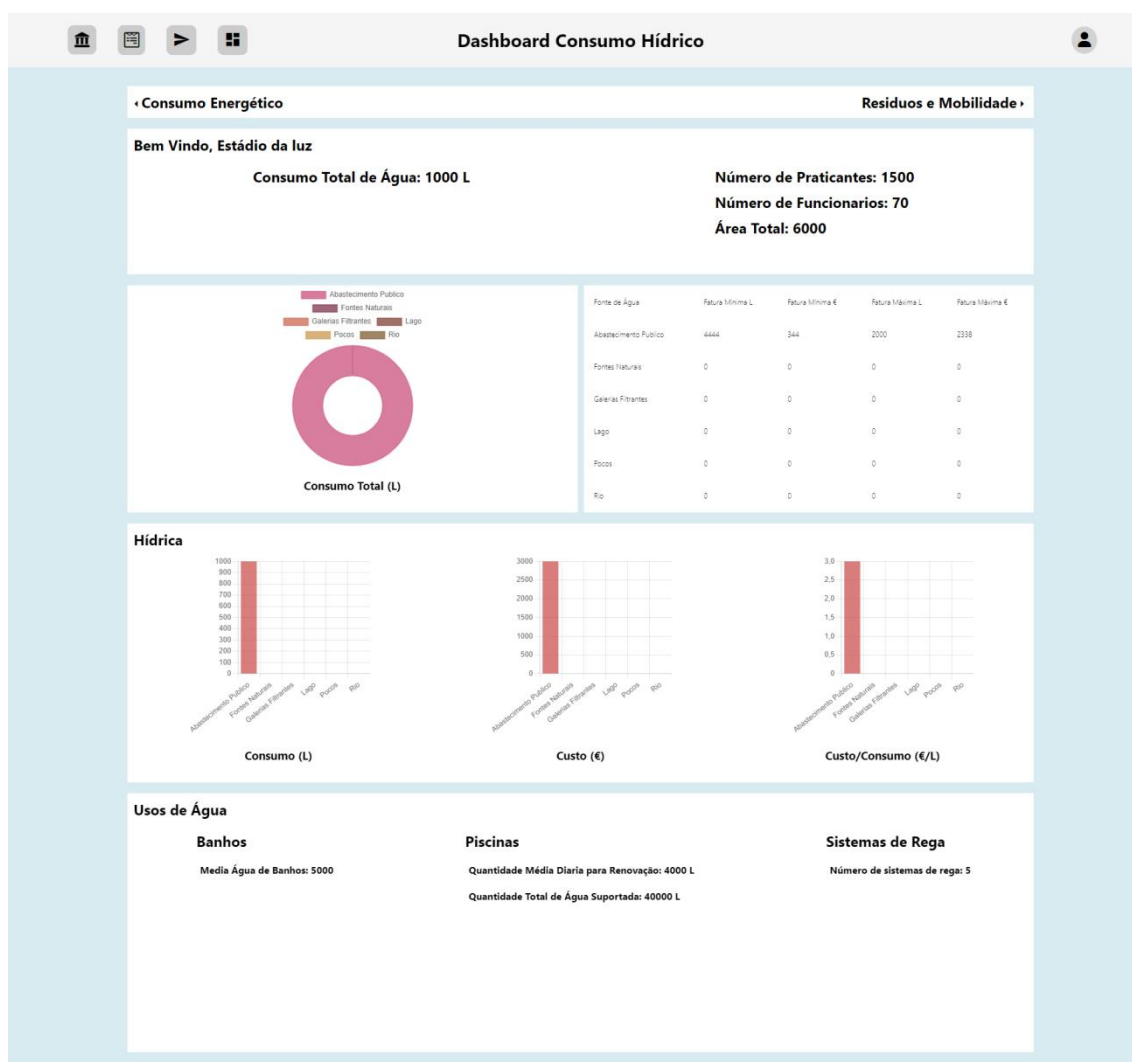 Dashboard Consumo Hídrico
Consumo Energético
Residuos e Mobilidade
Bem Vindo, Estádio da luz
Consumo Total de Água: 1000 L
Número de Praticantes: 1500
Número de Funcionarios: 70
Área Total: 6000
Abastecimento Publico
Fontes Naturais
Galerias Filtrantes Lago
Pocos Rio
Consumo Total (L)
Fonte de Água Fatura Mínima L Fatura Mínima € Fatura Máxima L Fatura Máxima €
Abastecimento Publico 4444 344 2000 2338
Fontes Naturais 0 0 0 0
Galerias Filtrantes 0 0 0 0
Lago 0 0 0 0
Pocos 0 0 0 0
Rio 0 0 0 0
Hídrica
1000
900
800
700
600
500
400
300
200
100
0
Abastecimento Publico
Fontes Naturais
Galerias Filtrantes
Lago
Pocos
Rio
Consumo (L)
3000
2500
2000
1500
1000
500
0
Abastecimento Publico
Fontes Naturais
Galerias Filtrantes
Lago
Pocos
Rio
Custo (€)
3,0
2,5
2,0
1,5
1,0
0,5
0
Abastecimento Publico
Fontes Naturais
Galerias Filtrantes
Lago
Pocos
Rio
Custo/Consumo (€/L)
Usos de Água
Banhos
Media Água de Banhos: 5000
Piscinas
Quantidade Média Diaria para Renovação: 4000 L
Quantidade Total de Água Suportada: 40000 L
Sistemas de Rega
Número de sistemas de rega: 5